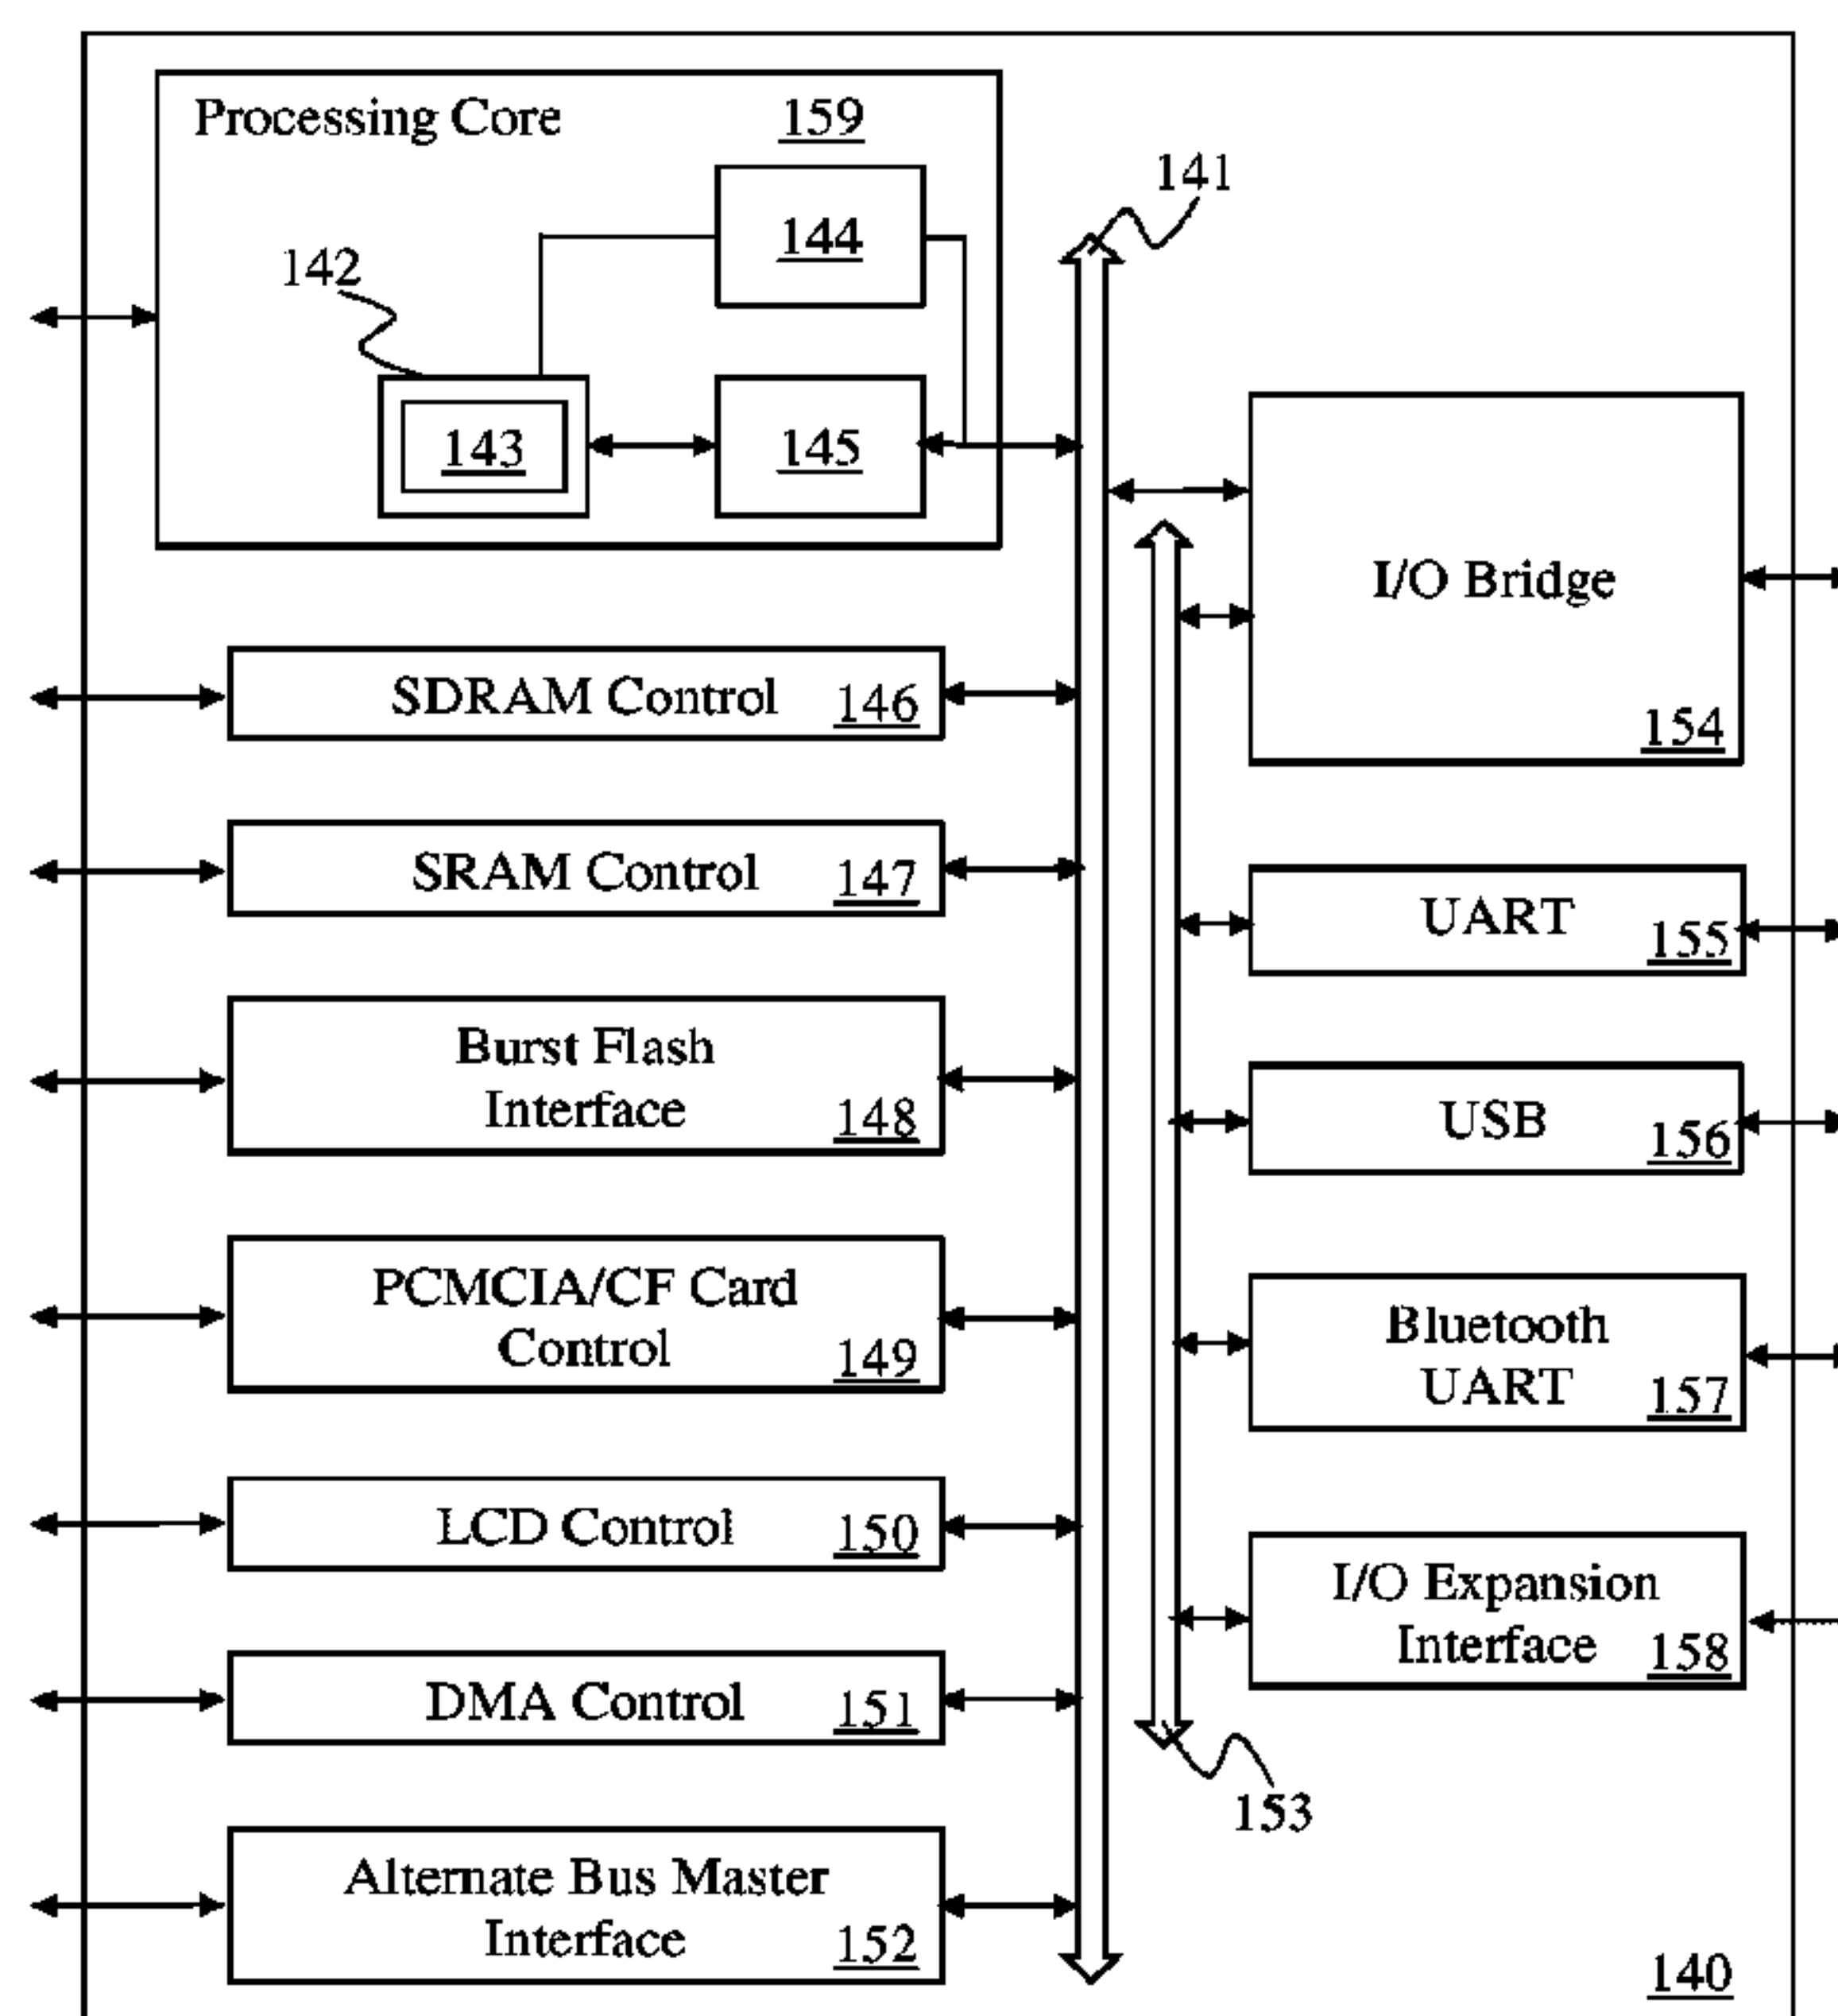 Processing Core 159
141
144
142
143
145
I/O Bridge
154
SDRAM Control 146
SRAM Control 147
UART 155
Burst Flash
Interface 148
USB 156
PCMCIA/CF Card
Control 149
Bluetooth
UART 157
LCD Control 150
I/O Expansion
Interface 158
DMA Control 151
153
Alternate Bus Master
Interface 152
140